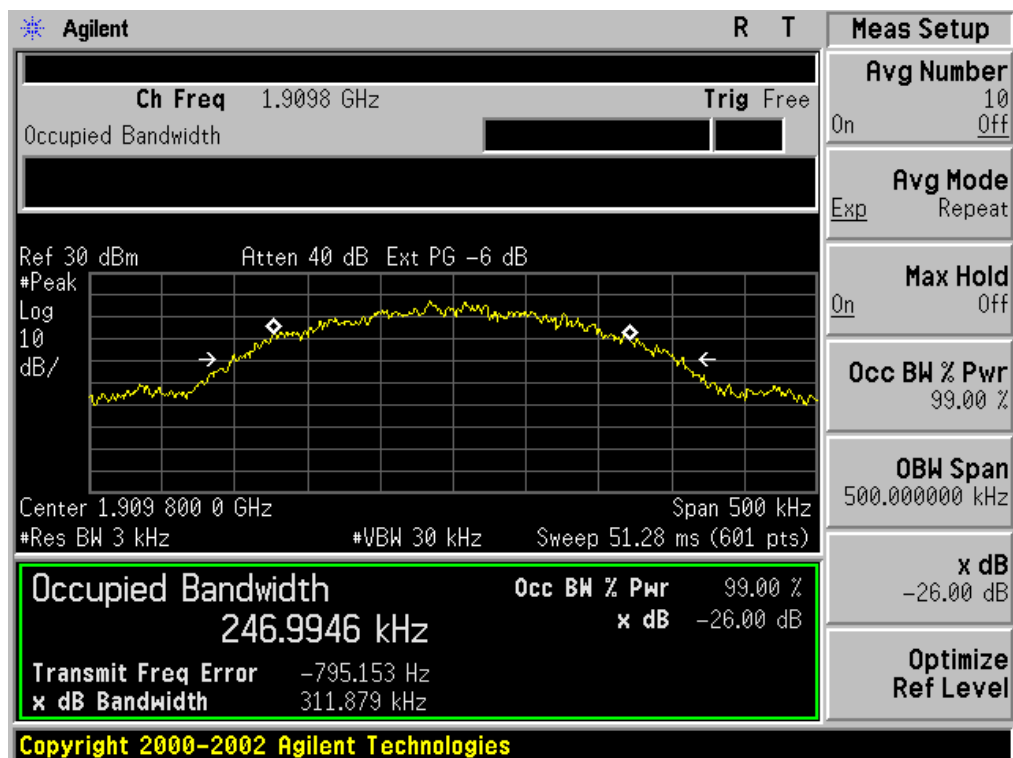 Agilent R T
Ch Freq 1.9098 GHz Trig Free
Occupied Bandwidth
Ref 30 dBm Atten 40 dB Ext PG -6 dB
#Peak
Log
10
dB/
Center 1.909 800 0 GHz Span 500 kHz
#Res BW 3 kHz #VBW 30 kHz Sweep 51.28 ms (601 pts)
Occupied Bandwidth Occ BW % Pwr 99.00 %
246.9946 kHz x dB -26.00 dB
Transmit Freq Error -795.153 Hz
x dB Bandwidth 311.879 kHz
Copyright 2000-2002 Agilent Technologies
Meas Setup
Avg Number
10
On Off
Avg Mode
Exp Repeat
Max Hold
On Off
Occ BW % Pwr
99.00 %
OBW Span
500.000000 kHz
x dB
-26.00 dB
Optimize
Ref Level